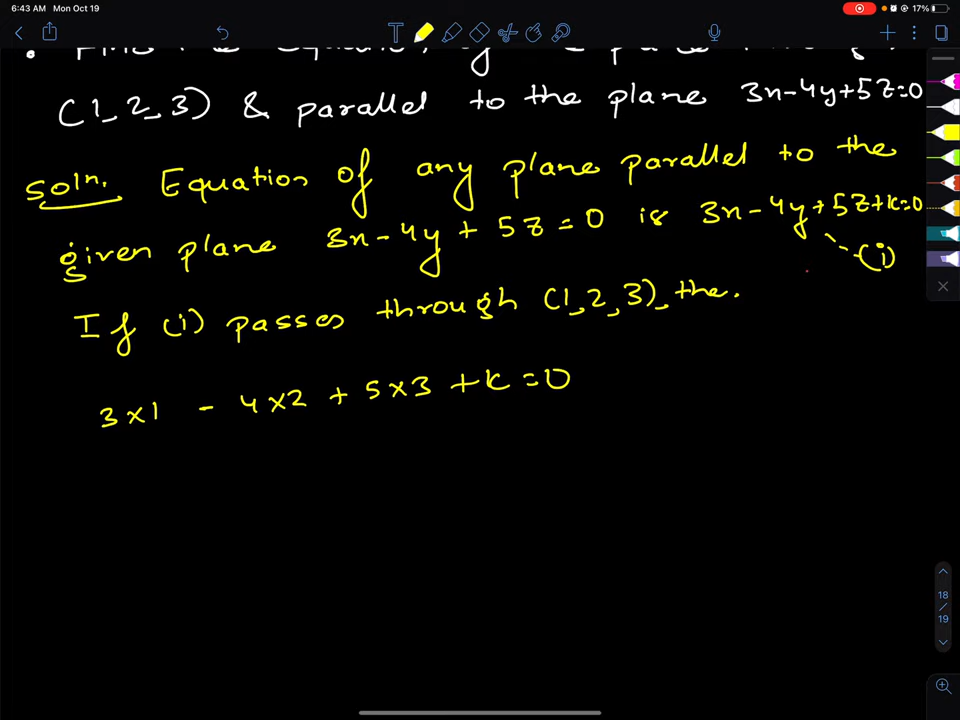 6:43 AM Mon Oct 19
17%
T
(1, 2, 3) & parallel to the plane 3x-4y+5z=0
Soln. Equation of any plane parallel to the
given plane 3x-4y+5z=0 is 3x-4y+5z+k=0
--(i)
If (i) passes through (1, 2, 3), the.
3×1 - 4×2 + 5×3 +k=0
18
/
19